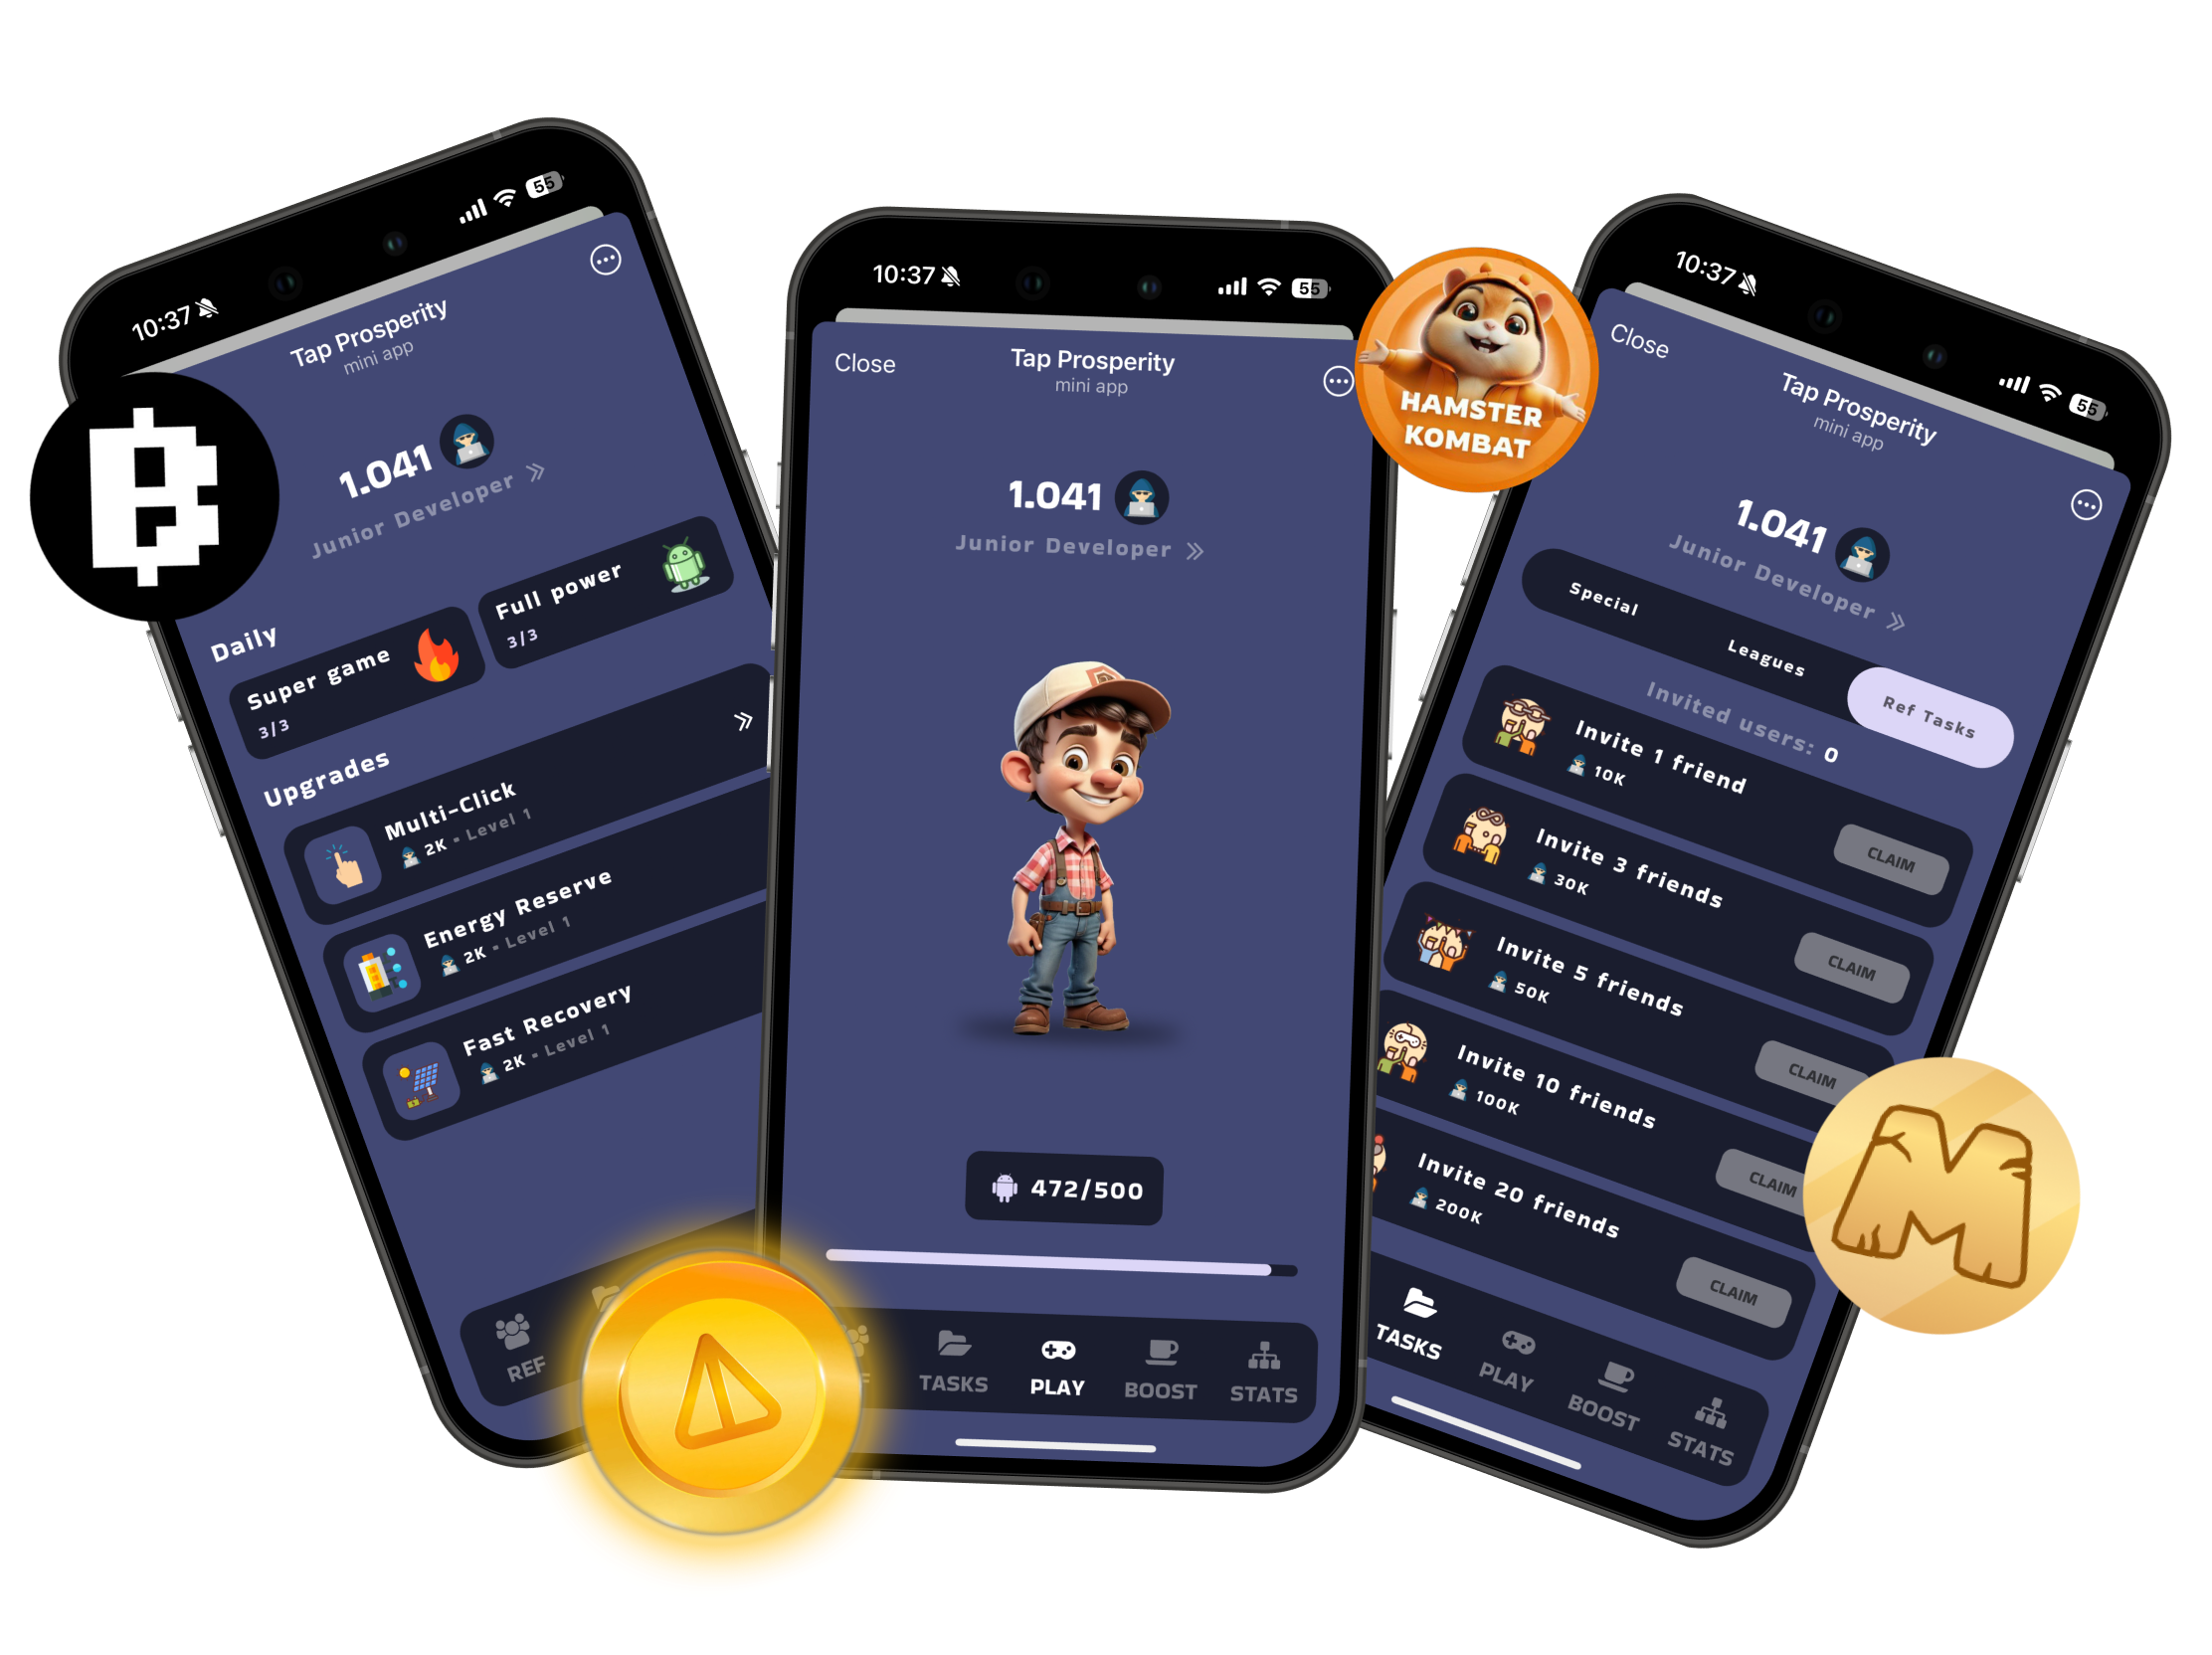 10:37
55
Tap Prosperity
mini app
1.041
Junior Developer
Daily
Super game
3/3
Full power
3/3
Upgrades
Multi-Click
2K • Level 1
Energy Reserve
2K • Level 1
Fast Recovery
2K • Level 1
REF
10:37
55
Close
Tap Prosperity
mini app
1.041
Junior Developer
472/500
TASKS
PLAY
BOOST
STATS
HAMSTER
KOMBAT
10:37
55
Close
Tap Prosperity
mini app
1.041
Junior Developer
Special
Leagues
Ref Tasks
Invited users: 0
Invite 1 friend
10K
CLAIM
Invite 3 friends
30K
CLAIM
Invite 5 friends
50K
CLAIM
Invite 10 friends
100K
CLAIM
Invite 20 friends
200K
CLAIM
TASKS
PLAY
BOOST
STATS
M